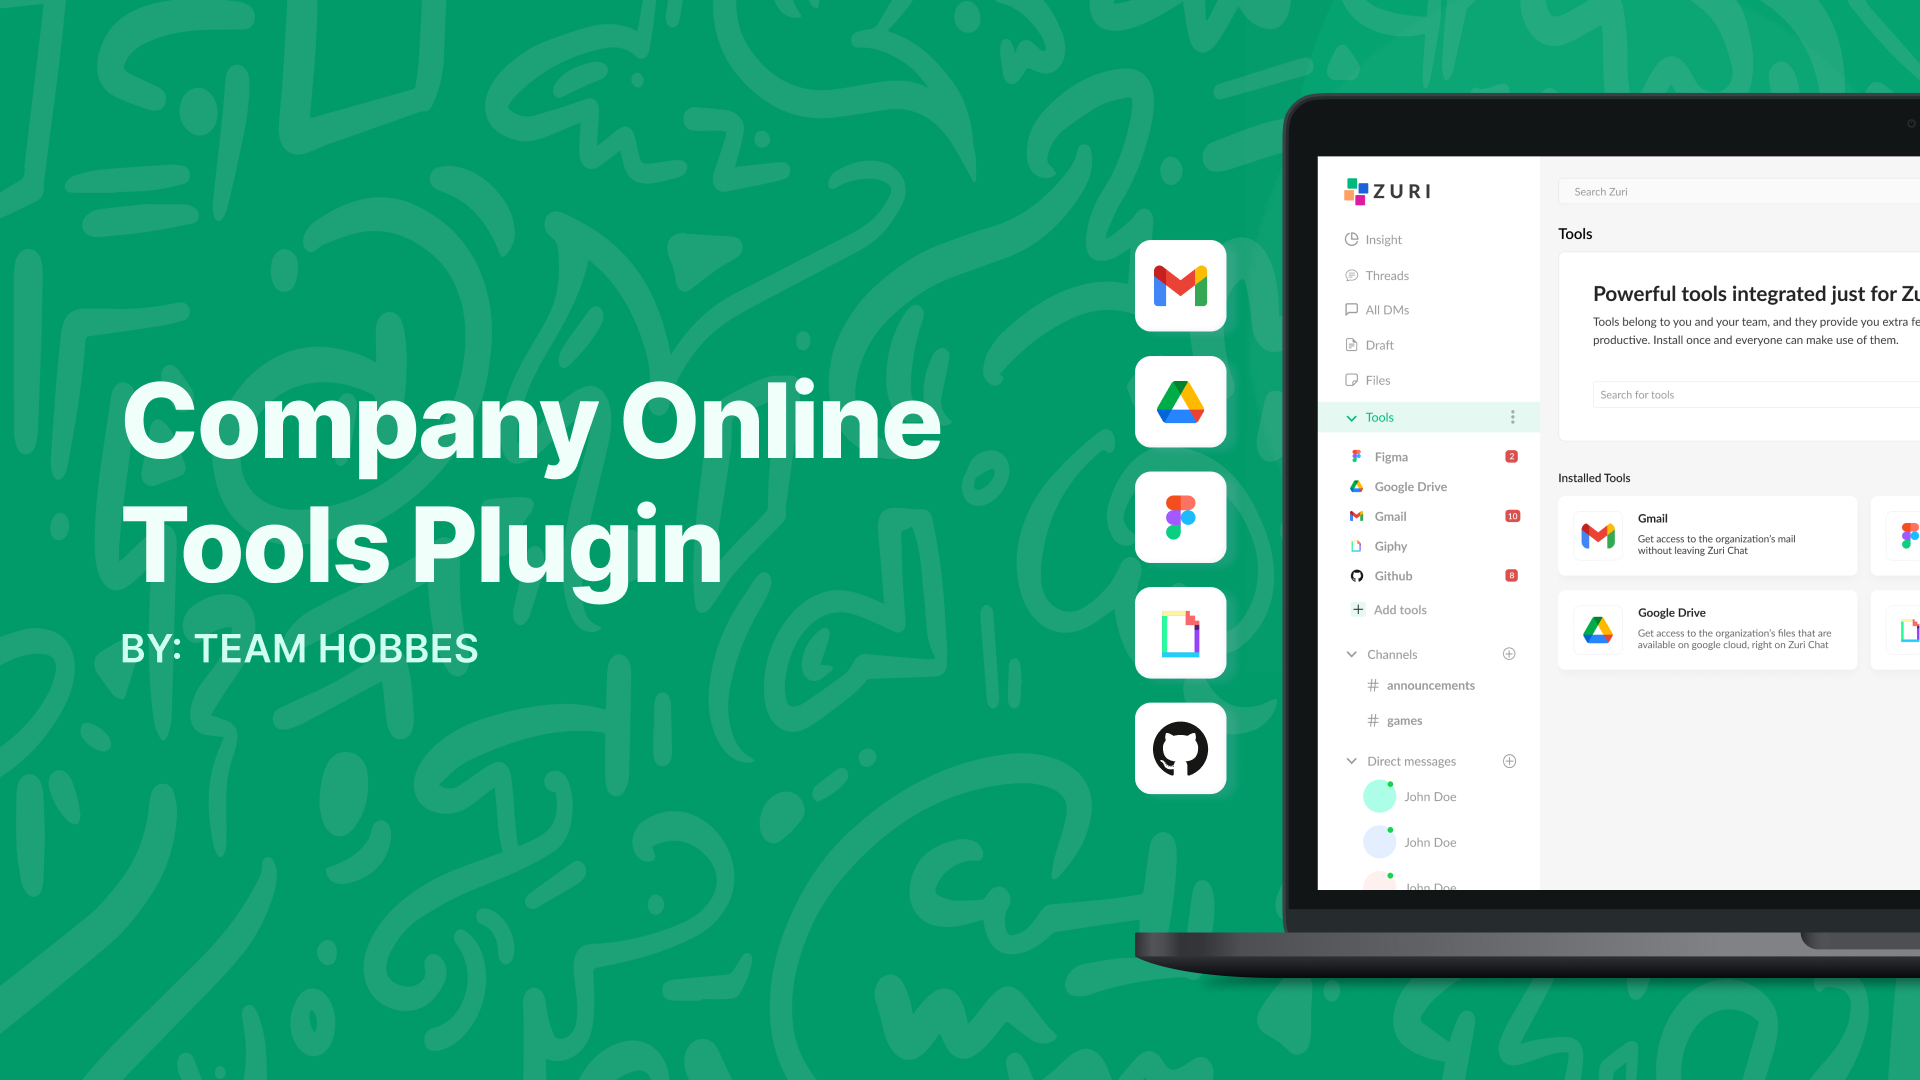 Company Online
Tools Plugin
BY: TEAM HOBBES
ZURI
Insight
Threads
All DMs
Draft
Files
Tools
Figma
2
Google Drive
Gmail
10
Giphy
Github
8
Add tools
Channels
# announcements
# games
Direct messages
John Doe
John Doe
John Doe
Search Zuri
Tools
Powerful tools integrated just for Zu
Tools belong to you and your team, and they provide you extra fe
productive. Install once and everyone can make use of them.
Search for tools
Installed Tools
Gmail
Get access to the organization's mail
without leaving Zuri Chat
Google Drive
Get access to the organization's files that are
available on google cloud, right on Zuri Chat